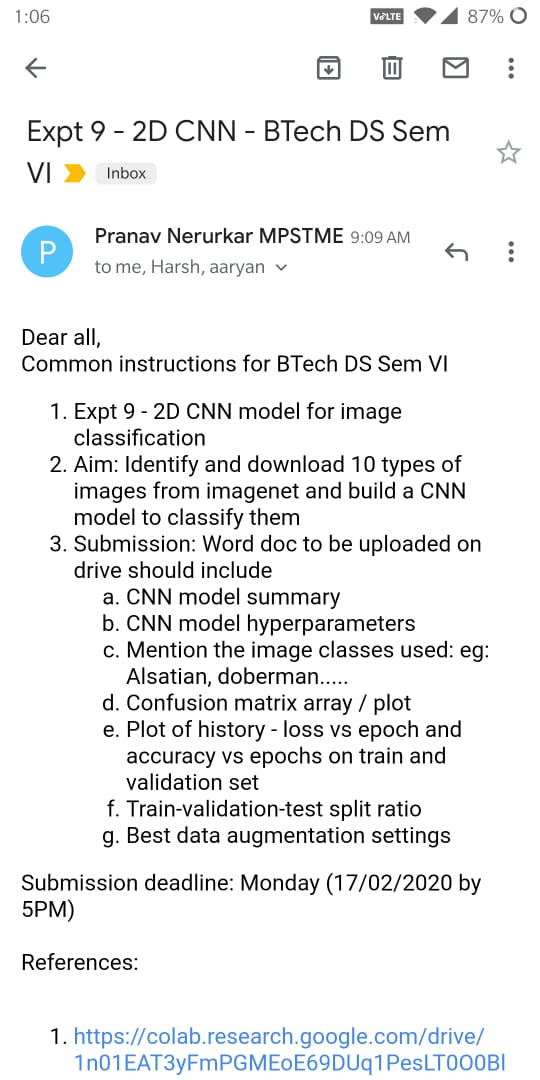 1:06
VoLTE
87%
Expt 9 - 2D CNN - BTech DS Sem
VI
Inbox
P
Pranav Nerurkar MPSTME 9:09 AM
to me, Harsh, aaryan
Dear all,
Common instructions for BTech DS Sem VI
1. Expt 9 - 2D CNN model for image
classification
2. Aim: Identify and download 10 types of
images from imagenet and build a CNN
model to classify them
3. Submission: Word doc to be uploaded on
drive should include
a. CNN model summary
b. CNN model hyperparameters
c. Mention the image classes used: eg:
Alsatian, doberman.....
d. Confusion matrix array / plot
e. Plot of history - loss vs epoch and
accuracy vs epochs on train and
validation set
f. Train-validation-test split ratio
g. Best data augmentation settings
Submission deadline: Monday (17/02/2020 by
5PM)
References:
1. https://colab.research.google.com/drive/
1n01EAT3yFmPGMEoE69DUq1PesLT0O0Bl